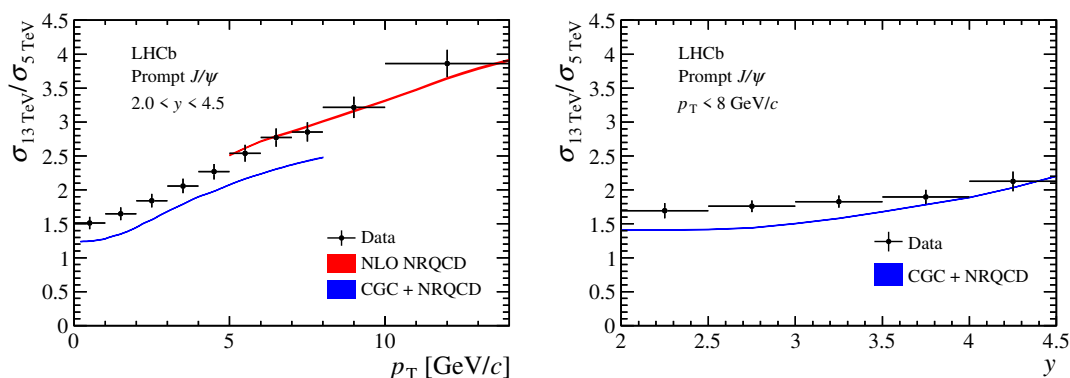 σ13 TeV/σ5 TeV
4.5
4
3.5
3
2.5
2
1.5
1
0.5
0
LHCb
Prompt J/ψ
2.0 < y < 4.5
Data
NLO NRQCD
CGC + NRQCD
0 5 10
pT [GeV/c]
σ13 TeV/σ5 TeV
4.5
4
3.5
3
2.5
2
1.5
1
0.5
0
LHCb
Prompt J/ψ
pT < 8 GeV/c
Data
CGC + NRQCD
2 2.5 3 3.5 4 4.5
y